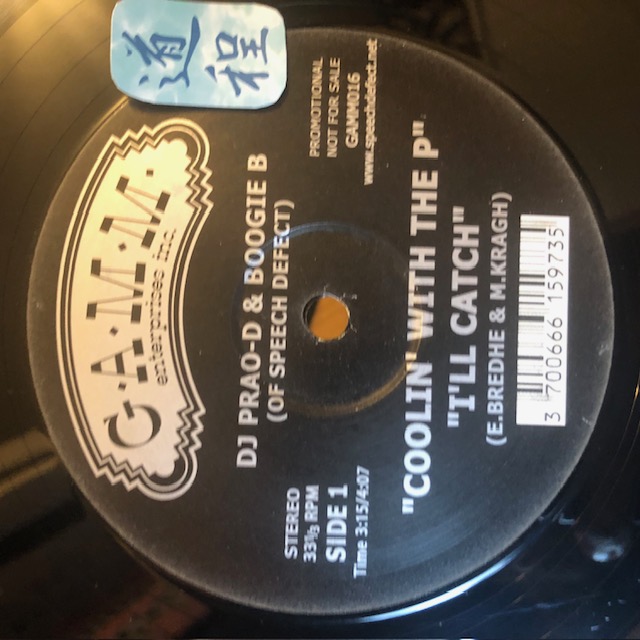 道程
G.A.M.M.
enterprises inc.
DJ PRAO-D & BOOGIE B
(OF SPEECH DEFECT)
STEREO
33⅓ RPM
SIDE 1
Time 3:15/4:07
PROMOTIONAL
NOT FOR SALE
GAMM016
www.speechdefect.net
"COOLIN' WITH THE P"
"I'LL CATCH"
(E.BREDHE & M.KRAGH)
3 700666 159735